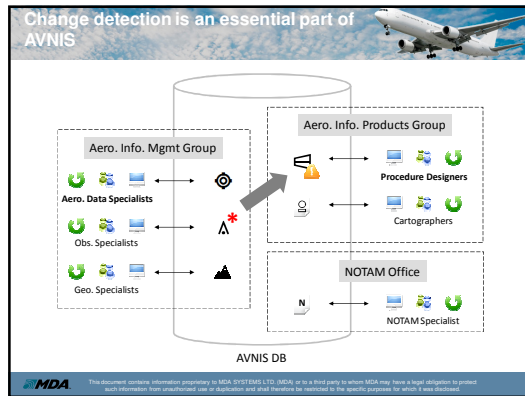 Change detection is an essential part of
AVNIS
Aero. Info. Mgmt Group
Aero. Data Specialists
*
Obs. Specialists
Geo. Specialists
Aero. Info. Products Group
Procedure Designers
Cartographers
NOTAM Office
N
NOTAM Specialist
AVNIS DB
MDA
This document contains information proprietary to MDA SYSTEMS LTD. (MDA) or to a third party to whom MDA may have a legal obligation to protect
such information from unauthorized use or duplication and shall therefore be restricted to the specific purposes for which it was disclosed.